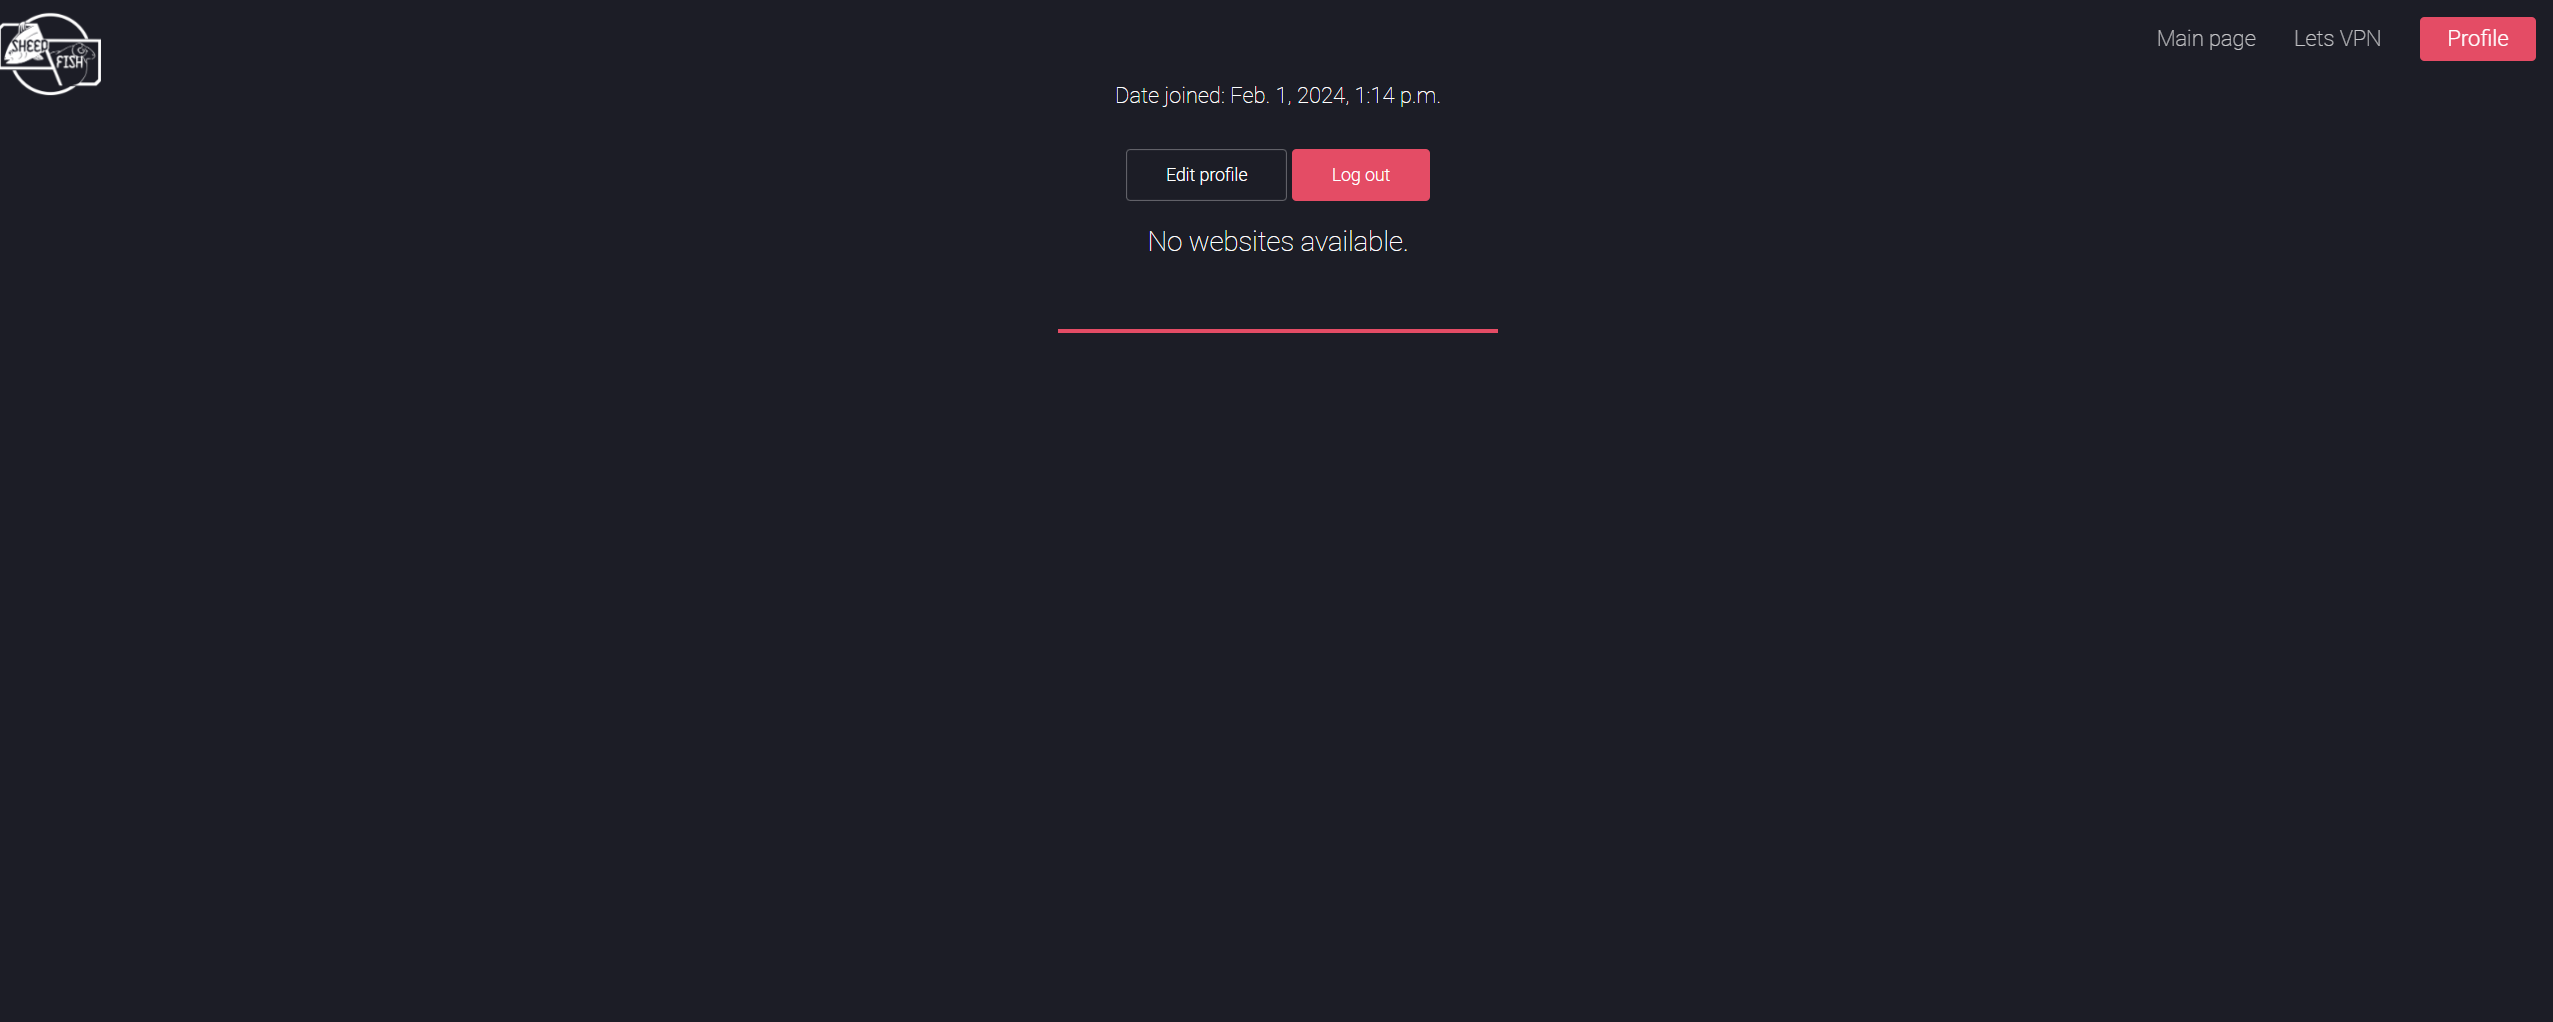 SHEEP
FISH
Main page
Lets VPN
Profile
Date joined: Feb. 1, 2024, 1:14 p.m.
Edit profile
Log out
No websites available.